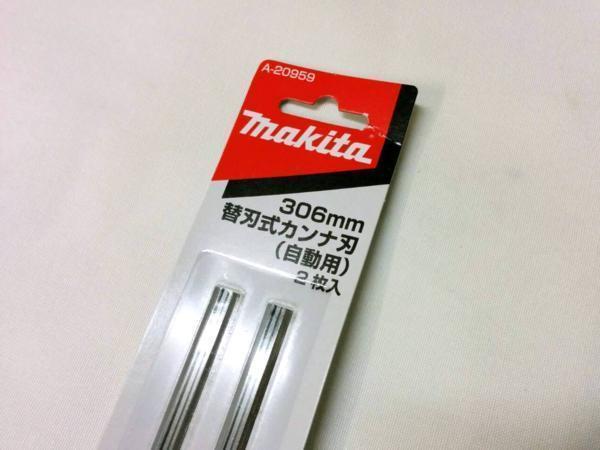 A-20959
makita
306mm
替刃式カンナ刃
(自動用)
2枚入